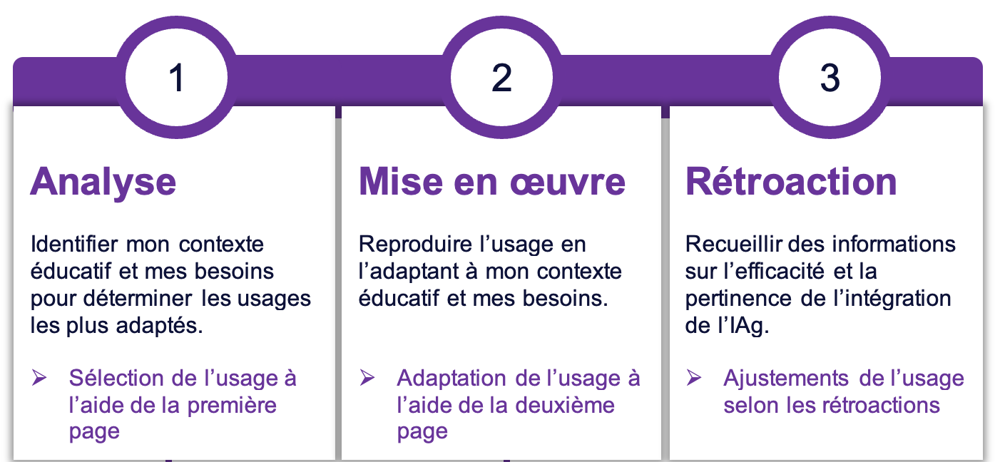 1
Analyse
Identifier mon contexte
éducatif et mes besoins
pour déterminer les usages
les plus adaptés.
➢ Sélection de l’usage à
l’aide de la première
page
2
Mise en œuvre
Reproduire l’usage en
l’adaptant à mon contexte
éducatif et mes besoins.
➢ Adaptation de l’usage à
l’aide de la deuxième
page
3
Rétroaction
Recueillir des informations
sur l’efficacité et la
pertinence de l’intégration
de l’IAg.
➢ Ajustements de l’usage
selon les rétroactions